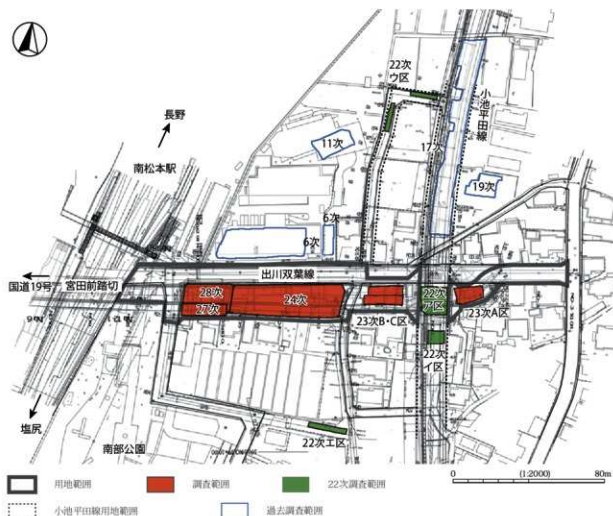 22次
ウ区
小池平田線
長野
11次
17次
南松本駅
19次
6次
6次
国道19号
宮田前踏切
出川双葉線
28次
27次
24次
22次
ア区
23次B・C区
23次A区
22次
イ区
塩尻
22次エ区
南部公園
用地範囲
調査範囲
22次調査範囲
0
(1:2000)
80m
小池平田線用地範囲
過去調査範囲